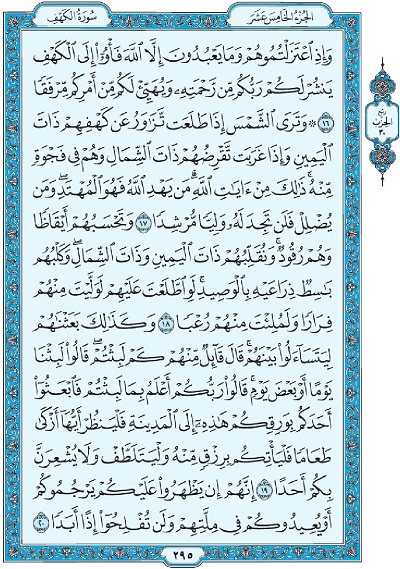 الجزء الخامس عشر
سورة الكهف
وَإِذِ ٱعۡتَزَلۡتُمُوهُمۡ وَمَا يَعۡبُدُونَ إِلَّا ٱللَّهَ فَأۡوُۥٓاْ إِلَى ٱلۡكَهۡفِ
يَنشُرۡ لَكُمۡ رَبُّكُم مِّن رَّحۡمَتِهِۦ وَيُهَيِّئۡ لَكُم مِّنۡ أَمۡرِكُم مِّرۡفَقٗا
١٦ ۞ وَتَرَى ٱلشَّمۡسَ إِذَا طَلَعَت تَّزَٰوَرُ عَن كَهۡفِهِمۡ ذَاتَ
ٱلۡيَمِينِ وَإِذَا غَرَبَت تَّقۡرِضُهُمۡ ذَاتَ ٱلشِّمَالِ وَهُمۡ فِي فَجۡوَةٖ
مِّنۡهُۚ ذَٰلِكَ مِنۡ ءَايَٰتِ ٱللَّهِۗ مَن يَهۡدِ ٱللَّهُ فَهُوَ ٱلۡمُهۡتَدِۖ وَمَن
يُضۡلِلۡ فَلَن تَجِدَ لَهُۥ وَلِيّٗا مُّرۡشِدٗا ١٧ وَتَحۡسَبُهُمۡ أَيۡقَاظٗا
وَهُمۡ رُقُودٞۚ وَنُقَلِّبُهُمۡ ذَاتَ ٱلۡيَمِينِ وَذَاتَ ٱلشِّمَالِۖ وَكَلۡبُهُم
بَٰسِطٞ ذِرَاعَيۡهِ بِٱلۡوَصِيدِۚ لَوِ ٱطَّلَعۡتَ عَلَيۡهِمۡ لَوَلَّيۡتَ مِنۡهُمۡ
فِرَارٗا وَلَمُلِئۡتَ مِنۡهُمۡ رُعۡبٗا ١٨ وَكَذَٰلِكَ بَعَثۡنَٰهُمۡ
لِيَتَسَآءَلُواْ بَيۡنَهُمۡۚ قَالَ قَآئِلٞ مِّنۡهُمۡ كَمۡ لَبِثۡتُمۡۖ قَالُواْ لَبِثۡنَا
يَوۡمًا أَوۡ بَعۡضَ يَوۡمٖۚ قَالُواْ رَبُّكُمۡ أَعۡلَمُ بِمَا لَبِثۡتُمۡ فَٱبۡعَثُوٓاْ
أَحَدَكُم بِوَرِقِكُمۡ هَٰذِهِۦٓ إِلَى ٱلۡمَدِينَةِ فَلۡيَنظُرۡ أَيُّهَآ أَزۡكَىٰ
طَعَامٗا فَلۡيَأۡتِكُم بِرِزۡقٖ مِّنۡهُ وَلۡيَتَلَطَّفۡ وَلَا يُشۡعِرَنَّ
بِكُمۡ أَحَدًا ١٩ إِنَّهُمۡ إِن يَظۡهَرُواْ عَلَيۡكُمۡ يَرۡجُمُوكُمۡ
أَوۡ يُعِيدُوكُمۡ فِي مِلَّتِهِمۡ وَلَن تُفۡلِحُوٓاْ إِذًا أَبَدٗا ٢٠
٢٩٥
ربع
الحزب
٣٠